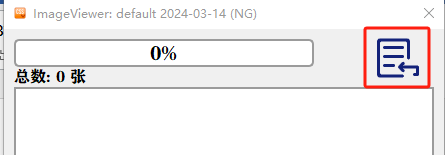 ImageViewer: default 2024-03-14 (NG)
0%
总数: 0 张